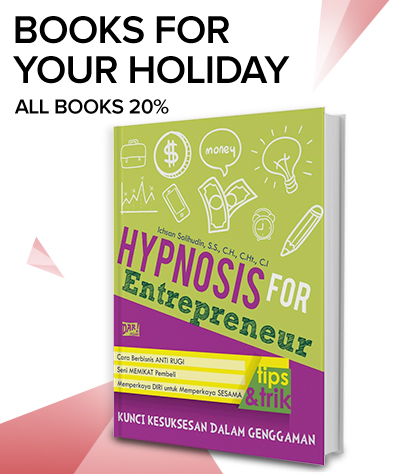 BOOKS FOR
YOUR HOLIDAY
ALL BOOKS 20%
money
Ichsan Solihudin, S.S., C.H., C.Ht., C.I
HYPNOSIS FOR
Entrepreneur
Cara Berbisnis ANTI RUGI
Seni MEMIKAT Pembeli
Memperkaya DIRI untuk Memperkaya SESAMA
tips
&trik
KUNCI KESUKSESAN DALAM GENGGAMAN